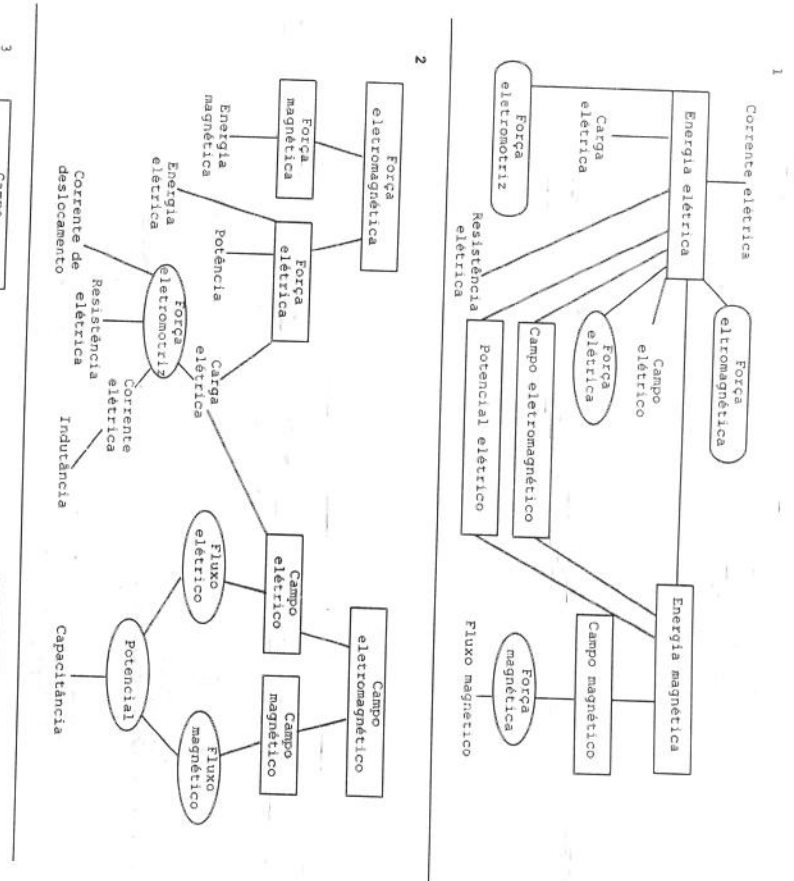 1
Corrente elétrica
Força
eltromagnética
Energia elétrica
Energia magnética
Campo
elétrico
Carga
elétrica
Força
elétrica
Campo magnético
Campo eletromagnético
Força
eletromotriz
Força
magnética
Potencial elétrico
Resistência
elétrica
Fluxo magnético
2
Força
eletromagnética
Campo
eletromagnético
Força
magnética
Força
elétrica
Campo
elétrico
Campo
magnético
Energia
magnética
Potência
Carga
elétrica
Fluxo
elétrico
Fluxo
magnético
Energia
elétrica
Força
eletromotriz
Potencial
Corrente de
deslocamento
Resistência
elétrica
Corrente
elétrica
Indutância
Capacitância
3